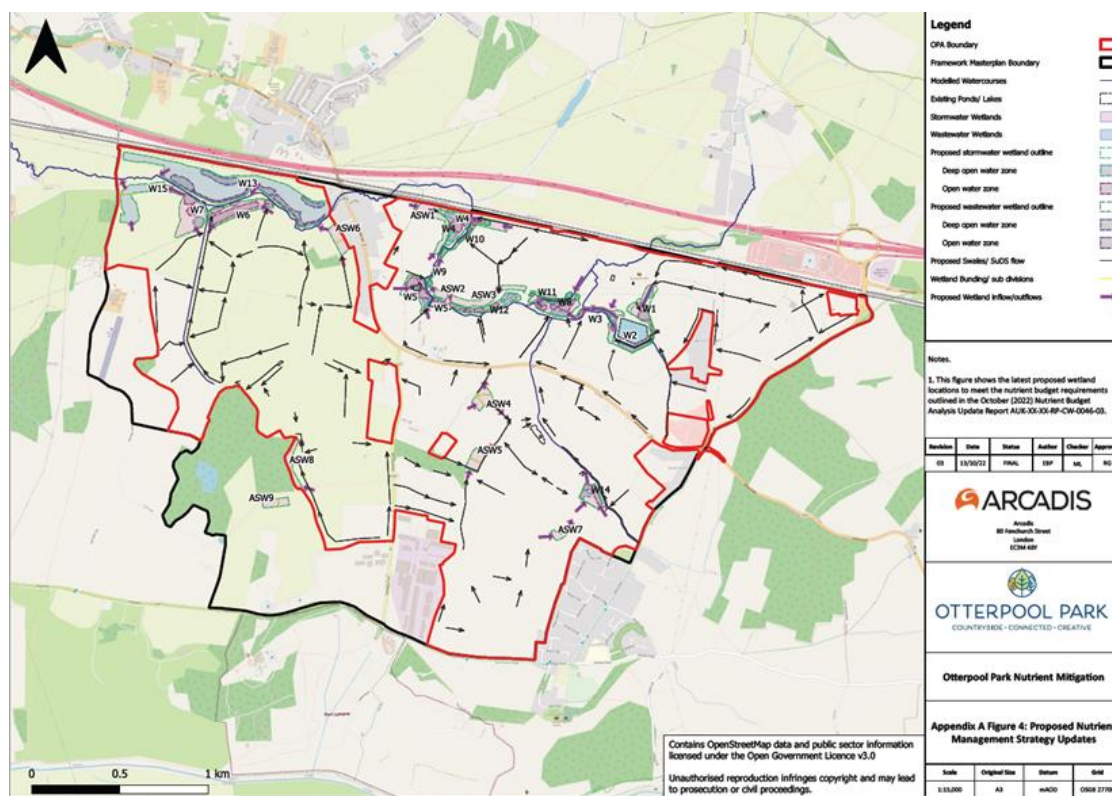 Legend
OPA Boundary
Framework Masterplan Boundary
Modelled Watercourses
Existing Ponds/ Lakes
Stormwater Wetlands
Wastewater Wetlands
Proposed stormwater wetland outline
Deep open water zone
Open water zone
Proposed wastewater wetland outline
Deep open water zone
Open water zone
Proposed Swales/ SuDS flow
Wetland Bunding/ sub divisions
Proposed Wetland inflow/outflows
Notes.
1. This figure shows the latest proposed wetland
locations to meet the nutrient budget requirements
outlined in the October (2022) Nutrient Budget
Analysis Update Report AUK-XX-XX-RP-CW-0046-03.
Revision Date Status Author Checker
03 13/10/22 FINAL EBP ML RG
ARCADIS
Arcadis
80 Fenchurch Street
London
EC3M 4BY
OTTERPOOL PARK
COUNTRYSIDE • CONNECTED • CREATIVE
Otterpool Park Nutrient Mitigation
Appendix A Figure 4: Proposed Nutrien
Management Strategy Updates
Scale Original Size Datum Grid
1:15,000 A3 mAOD OSGB 2770
W15
W13
W7
W6
ASW6
ASW1
W4
W4
W10
W9
W5
ASW2
W5
ASW3
W12
W11
W8
W3
W1
W2
ASW4
ASW5
ASW8
ASW9
W14
ASW7
Contains OpenStreetMap data and public sector information
licensed under the Open Government Licence v3.0
Unauthorised reproduction infringes copyright and may lead
to prosecution or civil proceedings.
0 0.5 1 km